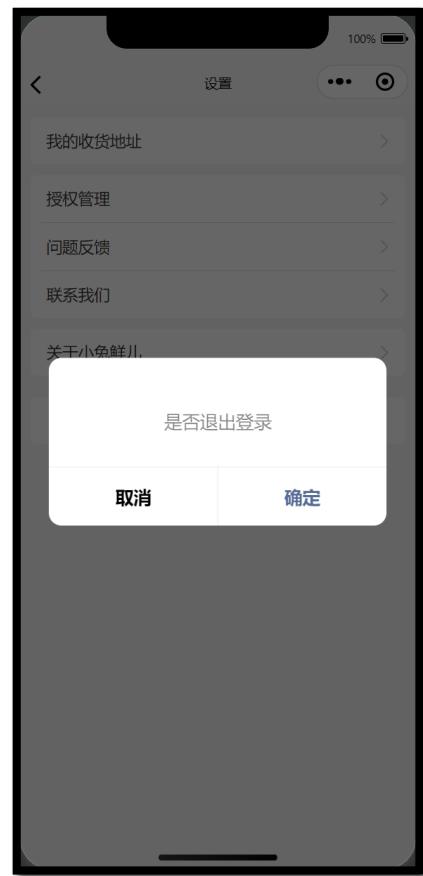 100%
设置
我的收货地址
授权管理
问题反馈
联系我们
关于小兔鲜儿
是否退出登录
取消
确定